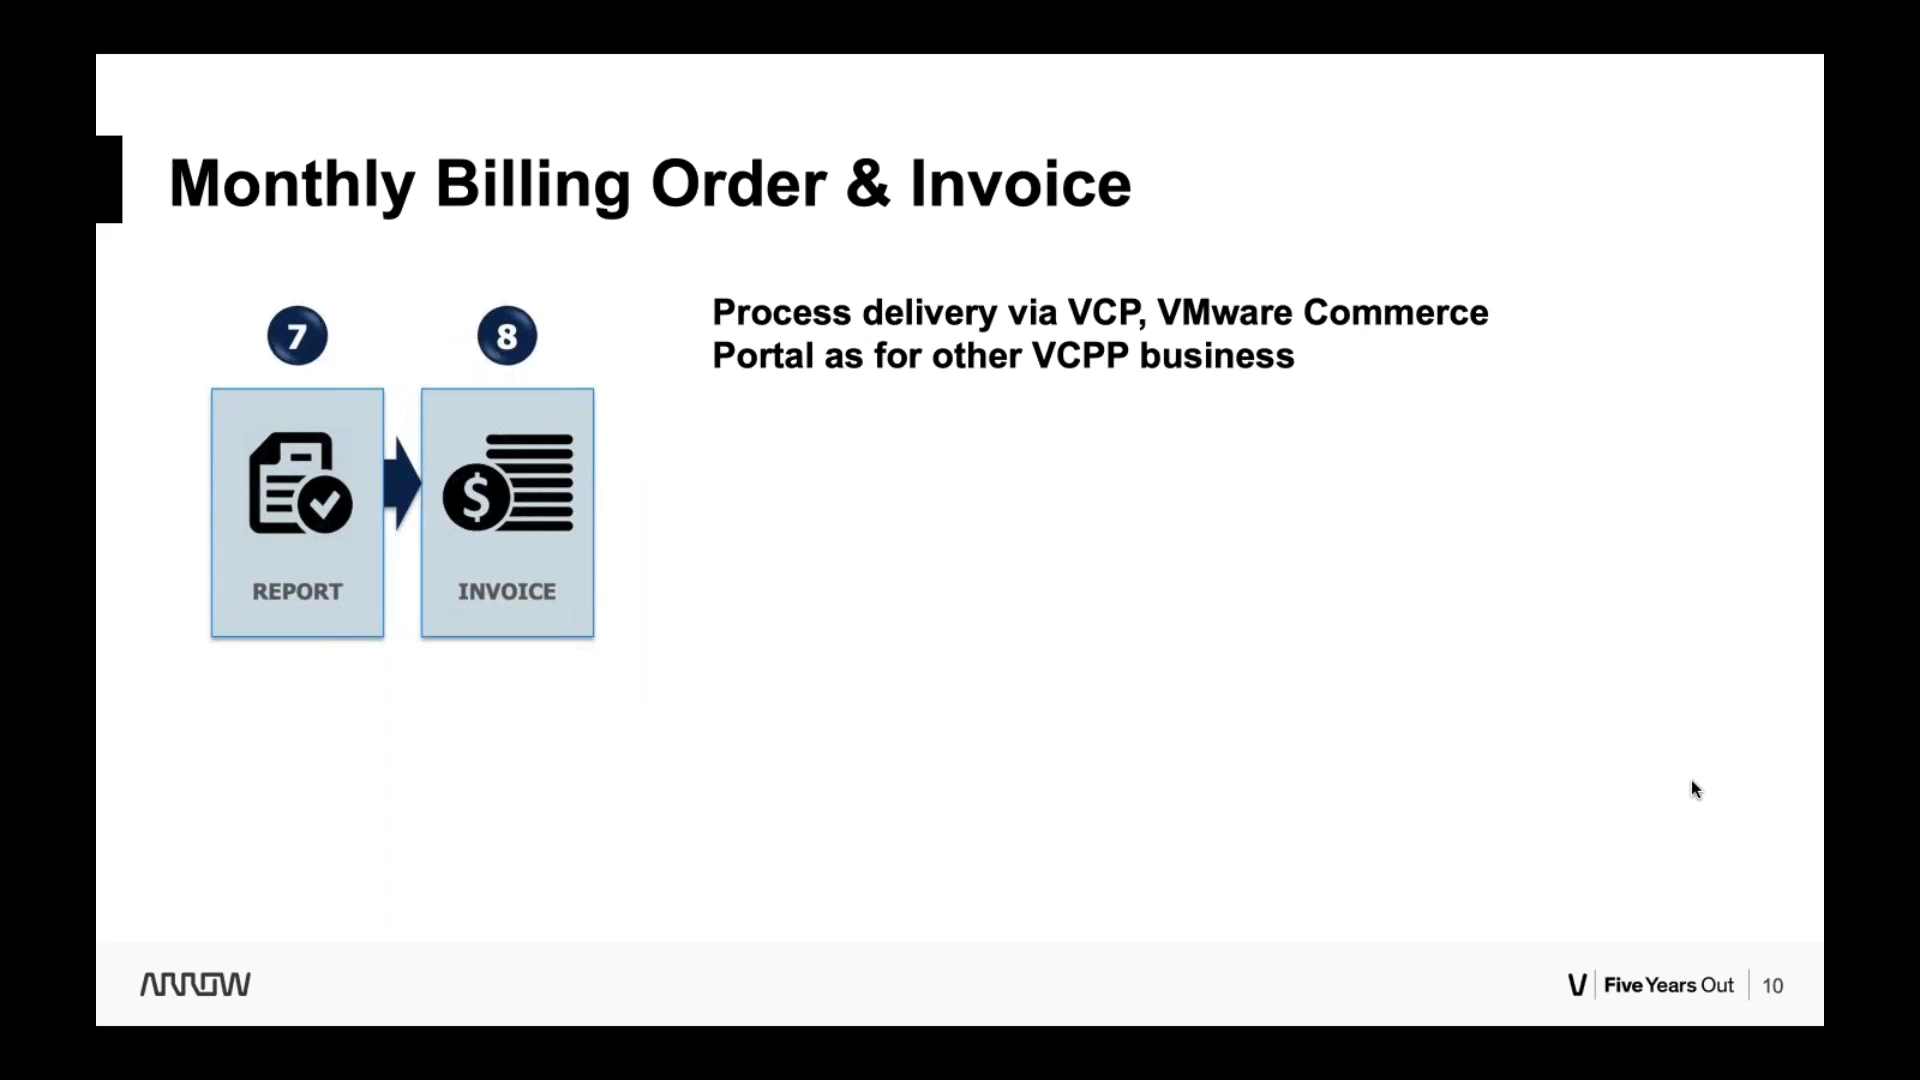 Monthly Billing Order & Invoice
7
8
Process delivery via VCP, VMware Commerce
Portal as for other VCPP business
$
REPORT
INVOICE
ARROW
Five Years Out
10